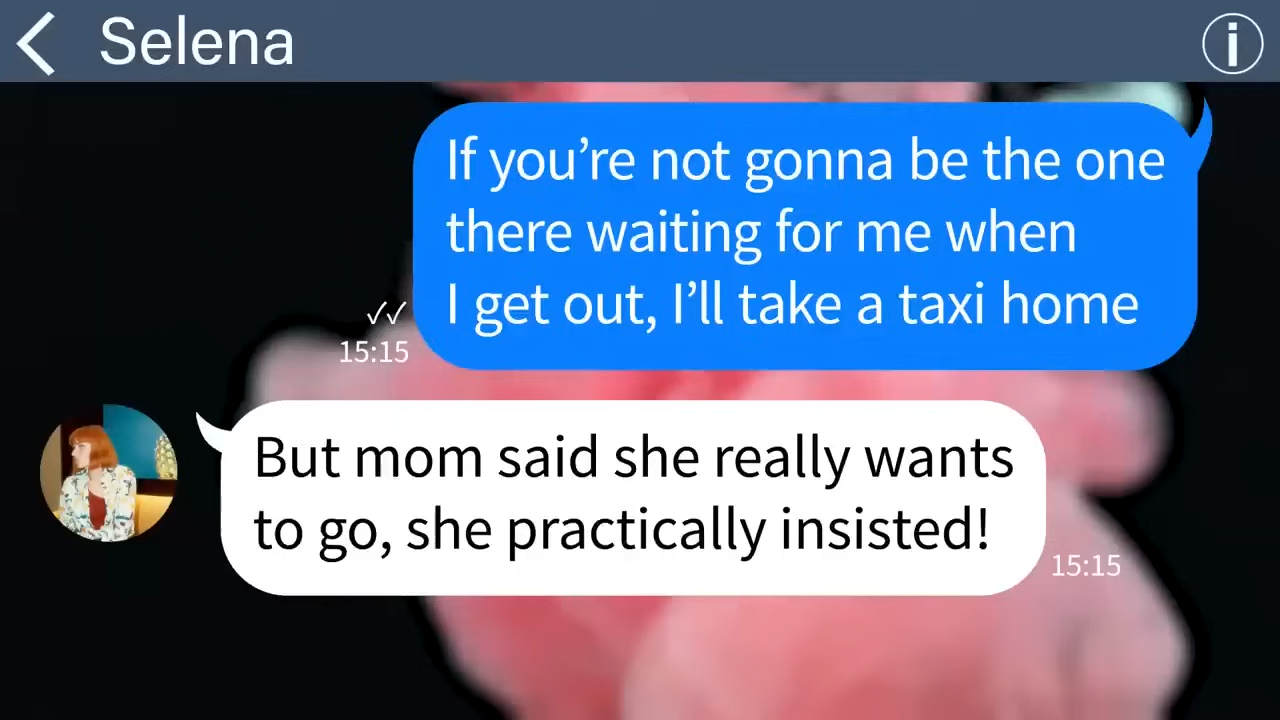 Selena
If you’re not gonna be the one
there waiting for me when
I get out, I’ll take a taxi home
15:15
But mom said she really wants
to go, she practically insisted!
15:15